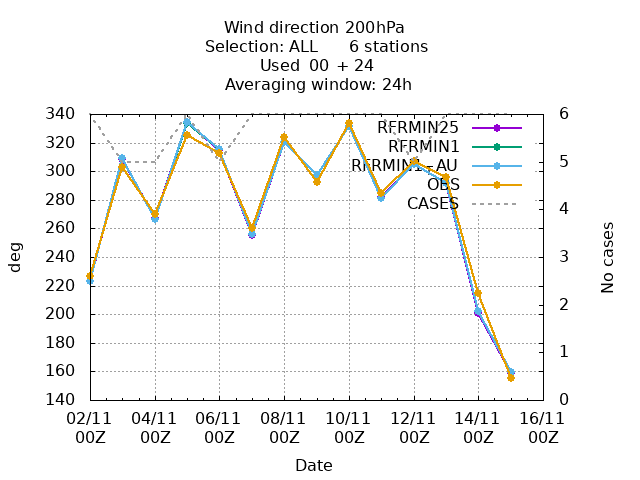 Wind direction 200hPa
Selection: ALL 6 stations
Used 00 + 24
Averaging window: 24h
340 6
RFRMIN25
320
RFRMIN1
300 5
RFRMIN1-AU
OBS
280
CASES 4
260
240 3
220
200 2
180
160 1
140 0
deg
No cases
02/11 04/11 06/11 08/11 10/11 12/11 14/11 16/11
00Z 00Z 00Z 00Z 00Z 00Z 00Z 00Z
Date